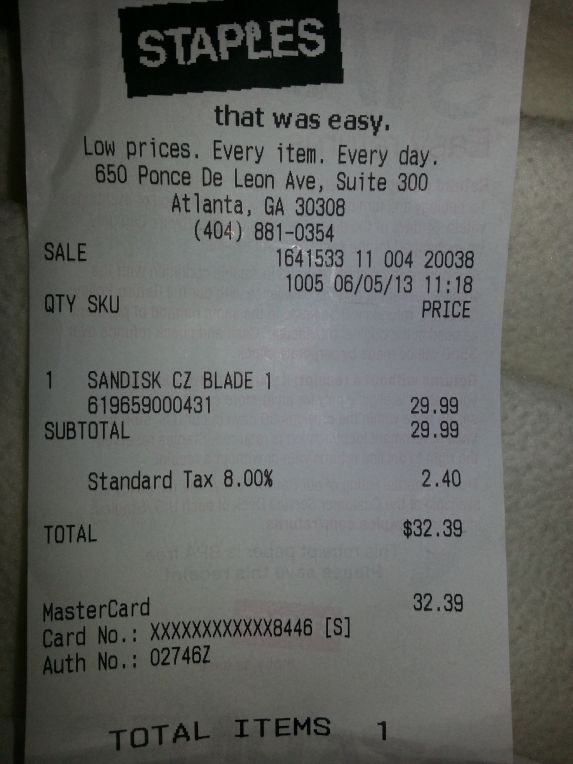 STAPLES
that was easy.
Low prices. Every item. Every day.
650 Ponce De Leon Ave, Suite 300
Atlanta, GA 30308
(404) 881-0354
SALE 1641533 11 004 20038
1005 06/05/13 11:18
QTY SKU PRICE
1 SANDISK CZ BLADE 1
619659000431 29.99
SUBTOTAL 29.99
Standard Tax 8.00% 2.40
TOTAL $32.39
MasterCard 32.39
Card No.: XXXXXXXXXXXX8446 [S]
Auth No.: 02746Z
TOTAL ITEMS 1